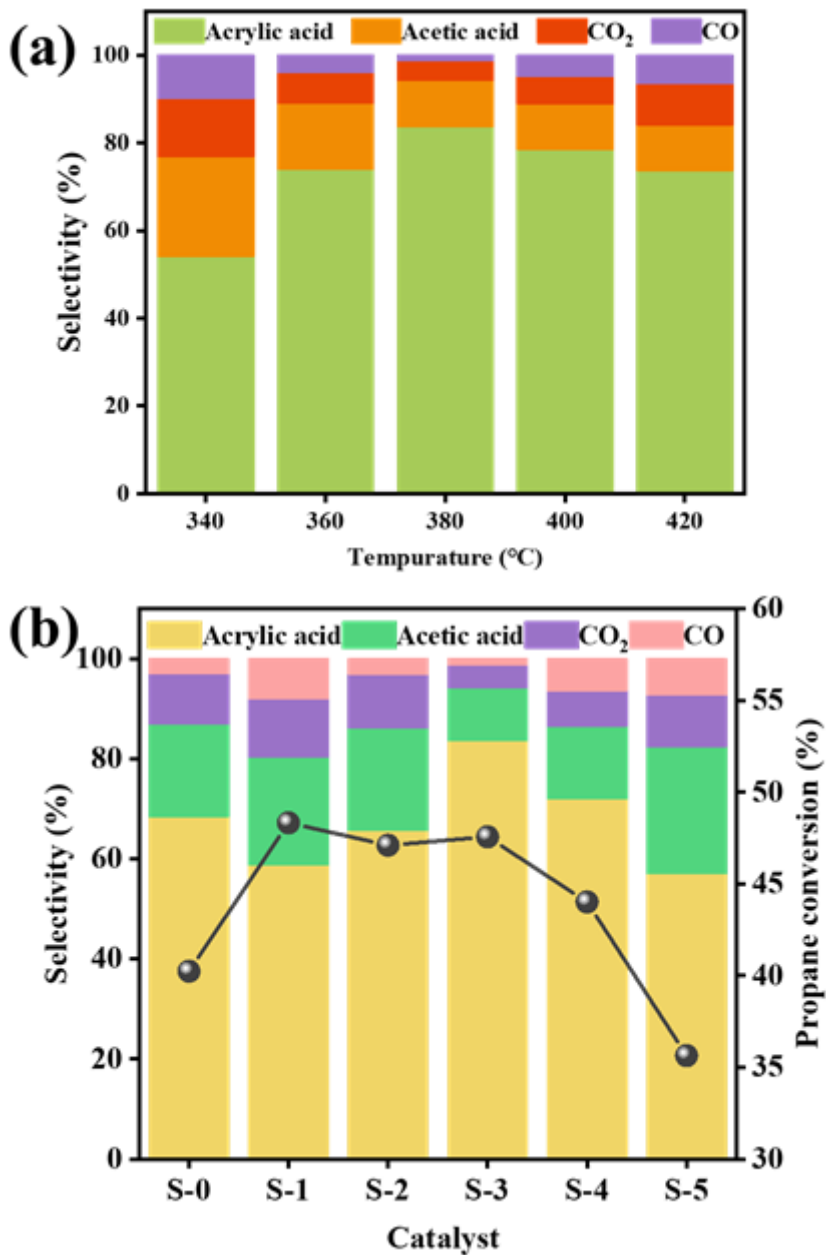 (a)
Acrylic acid Acetic acid CO₂ CO
Selectivity (%)
100
80
60
40
20
0
340 360 380 400 420
Tempurature (°C)
(b)
Acrylic acid Acetic acid CO₂ CO
Selectivity (%)
100
80
60
40
20
0
Propane conversion (%)
60
55
50
45
40
35
30
S-0 S-1 S-2 S-3 S-4 S-5
Catalyst